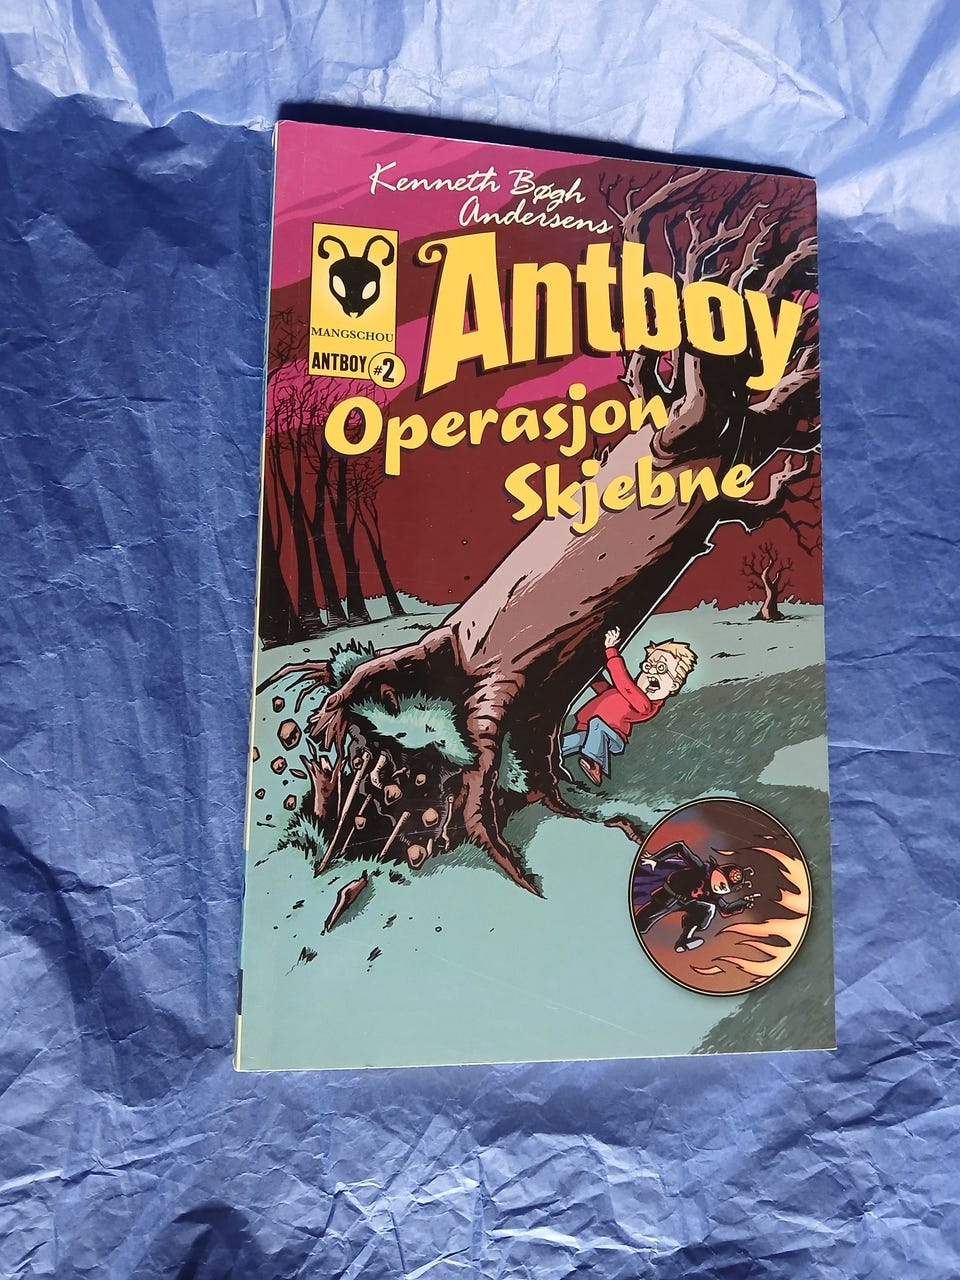 Kenneth Bøgh
Andersens
Antboy
MANGSCHOU
ANTBOY #2
Operasjon
Skjebne